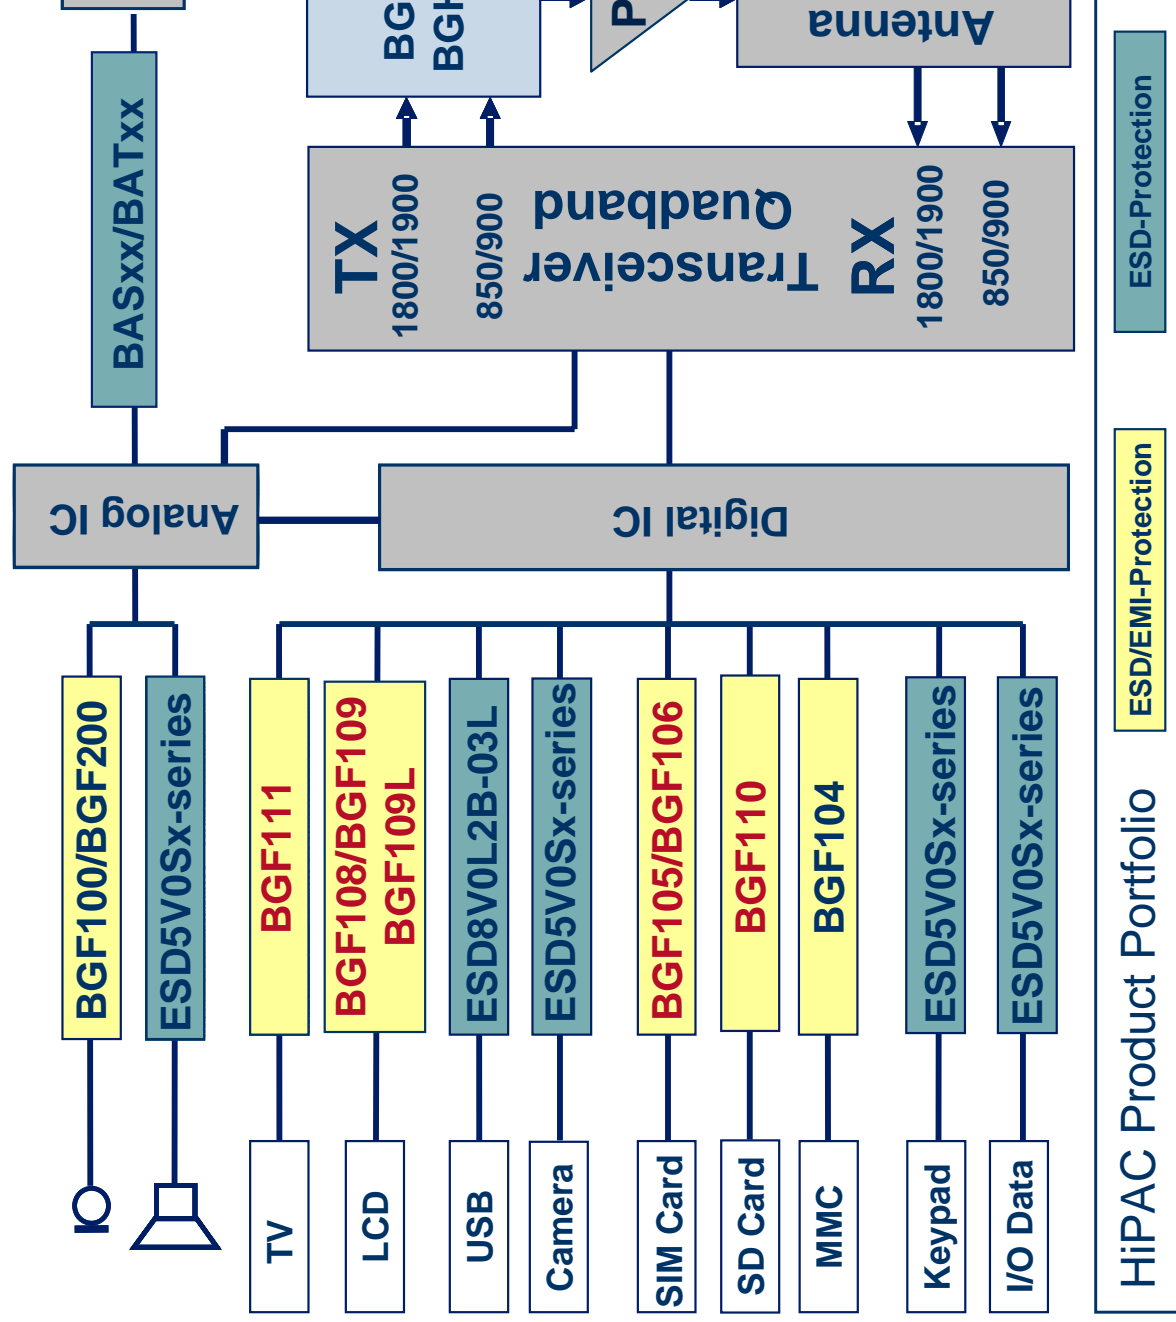 BASxx/BATxx
BG
BGH
P
Antenna
TX
1800/1900
850/900
Transceiver
Quadband
RX
1800/1900
850/900
Analog IC
Digital IC
BGF100/BGF200
ESD5V0Sx-series
BGF111
BGF108/BGF109
BGF109L
ESD8V0L2B-03L
ESD5V0Sx-series
BGF105/BGF106
BGF110
BGF104
ESD5V0Sx-series
ESD5V0Sx-series
TV
LCD
USB
Camera
SIM Card
SD Card
MMC
Keypad
I/O Data
HiPAC Product Portfolio
ESD/EMI-Protection
ESD-Protection